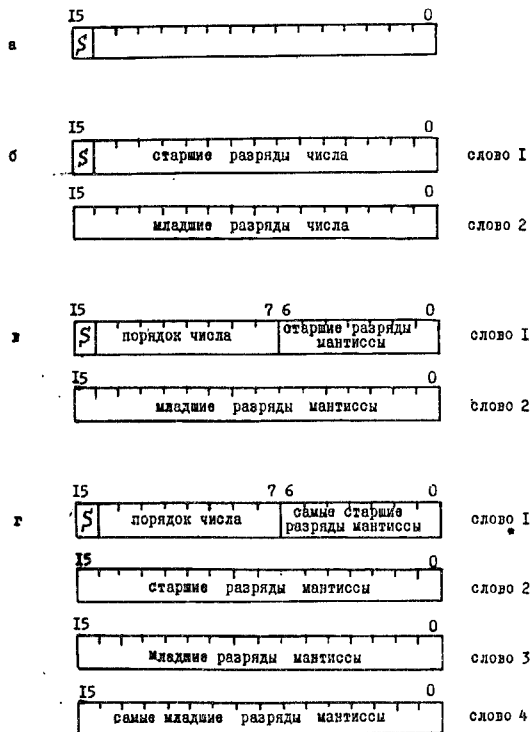 I5 0
а S
I5 0
б S старшие разряды числа слово I
I5 0
младшие разряды числа слово 2
I5 7 6 0
в S порядок числа старшие разряды мантиссы слово I
I5 0
младшие разряды мантиссы слово 2
I5 7 6 0
г S порядок числа самые старшие разряды мантиссы слово I
I5 0
старшие разряды мантиссы слово 2
I5 0
младшие разряды мантиссы слово 3
I5 0
самые младшие разряды мантиссы слово 4